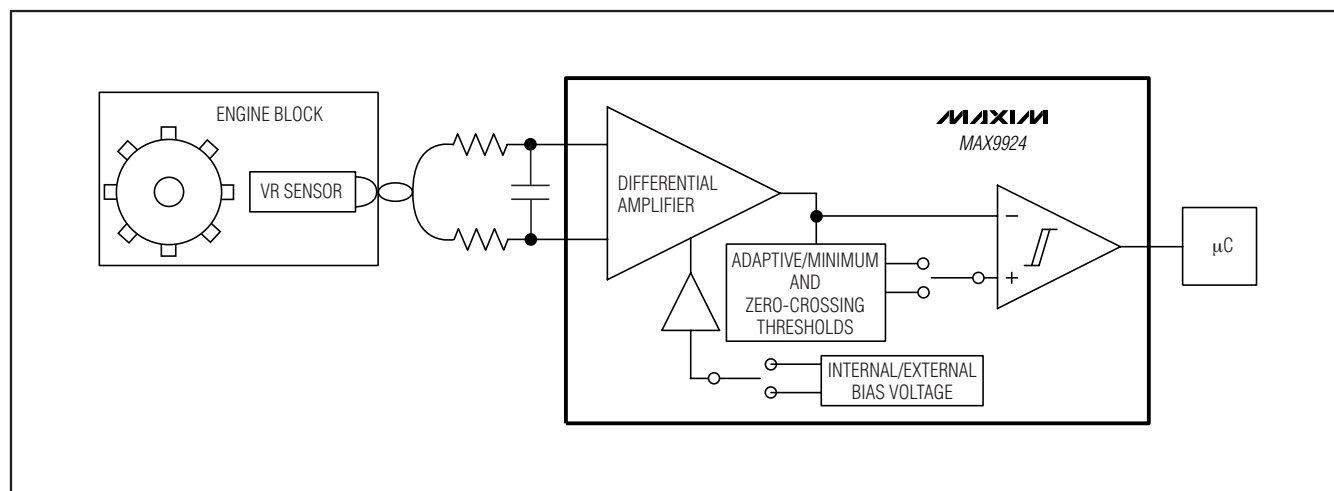 ENGINE BLOCK
VR SENSOR
MAXIM
MAX9924
DIFFERENTIAL
AMPLIFIER
−
+
ADAPTIVE/MINIMUM
AND
ZERO-CROSSING
THRESHOLDS
INTERNAL/EXTERNAL
BIAS VOLTAGE
μC